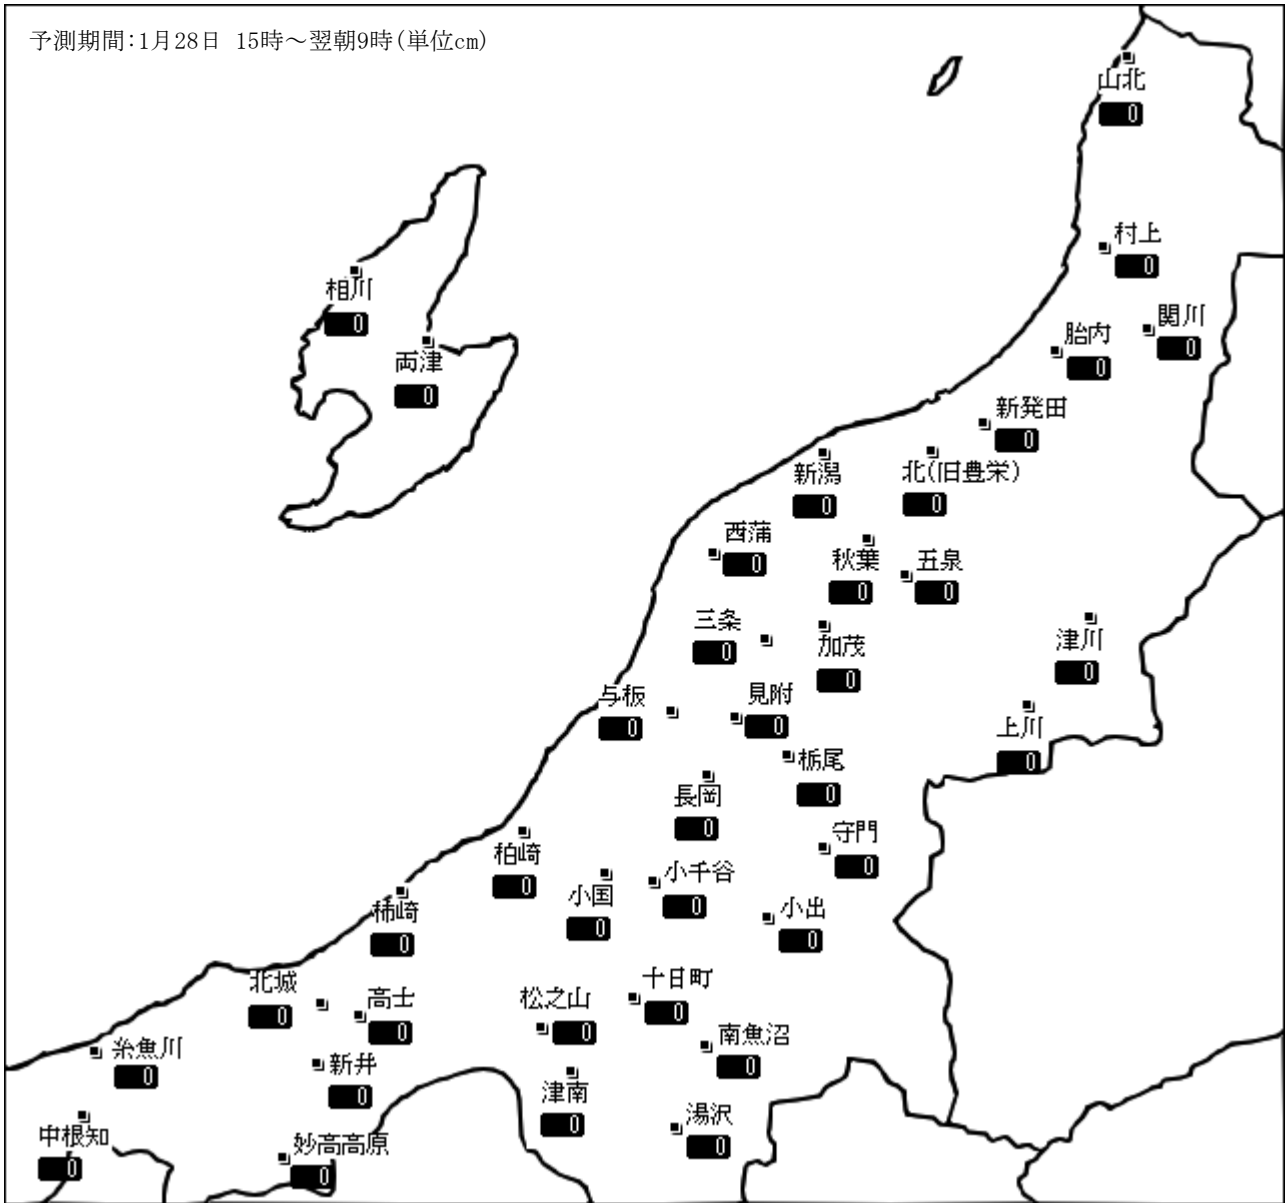 予測期間:1月28日 15時～翌朝9時(単位cm)
山北
0
村上
0
相川
0
関川
0
胎内
0
両津
0
新発田
0
新潟
0
北(旧豊栄)
0
西蒲
0
秋葉
0
五泉
0
三条
0
加茂
0
津川
0
与板
0
見附
0
上川
0
栃尾
0
長岡
0
守門
0
柏崎
0
小国
0
小千谷
0
小出
0
柿崎
0
北城
0
高士
0
松之山
0
十日町
0
南魚沼
0
糸魚川
0
新井
0
津南
0
湯沢
0
中根知
0
妙高高原
0